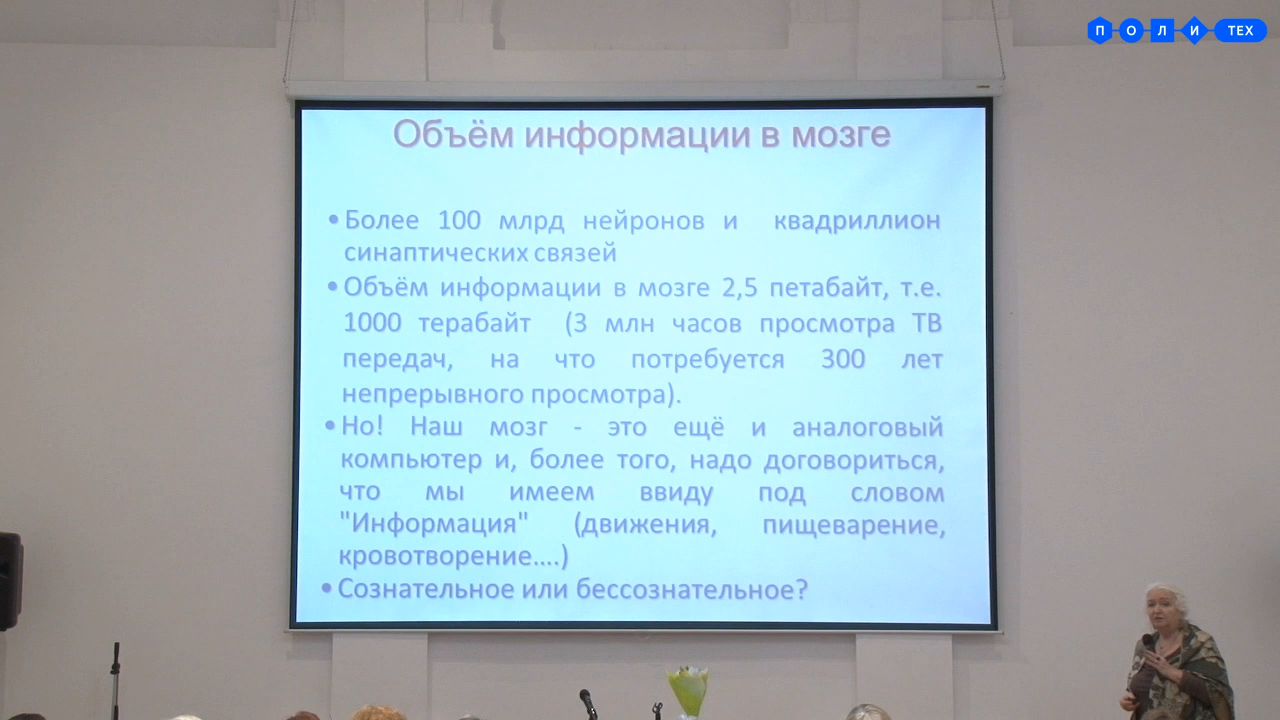 ПОЛИТЕХ
Объём информации в мозге
•Более 100 млрд нейронов и квадриллион
синаптических связей
•Объём информации в мозге 2,5 петабайт, т.е.
1000 терабайт (3 млн часов просмотра ТВ
передач, на что потребуется 300 лет
непрерывного просмотра).
•Но! Наш мозг - это ещё и аналоговый
компьютер и, более того, надо договориться,
что мы имеем ввиду под словом
"Информация" (движения, пищеварение,
кровотворение....)
•Сознательное или бессознательное?